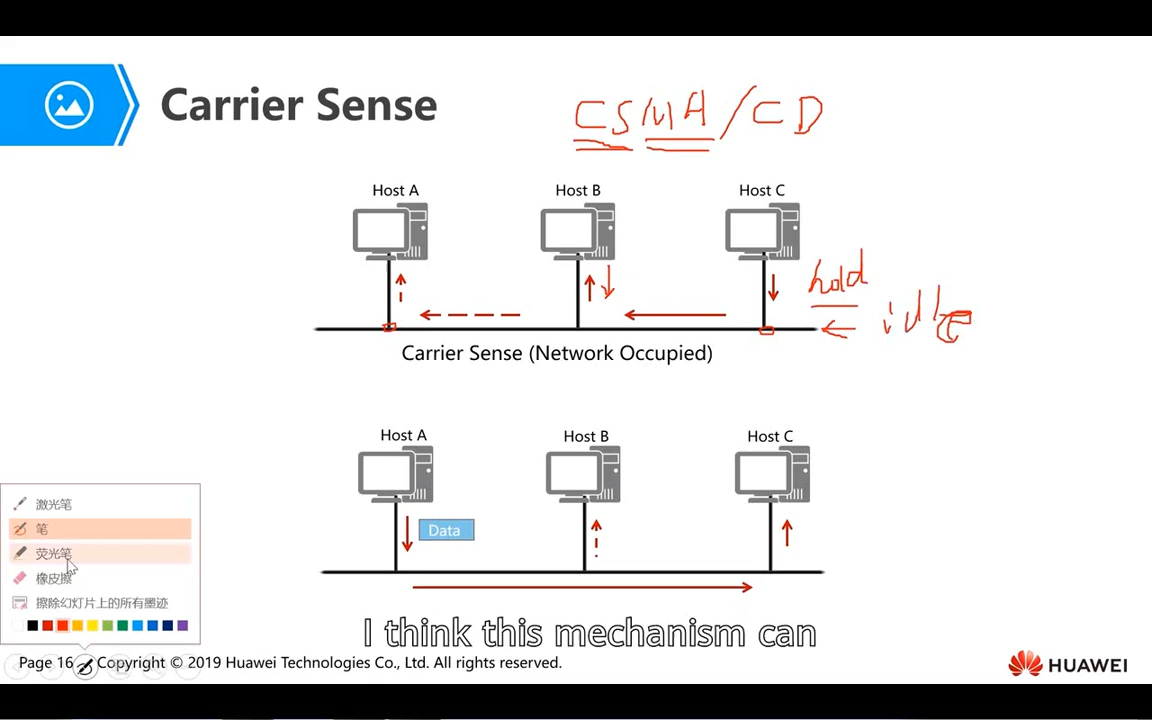 Carrier Sense
CSMA/CD
Host A
Host B
Host C
hold
idle
Carrier Sense (Network Occupied)
Host A
Host B
Host C
Data
激光笔
笔
荧光笔
橡皮擦
擦除幻灯片上的所有墨迹
I think this mechanism can
Page 16
Copyright © 2019 Huawei Technologies Co., Ltd. All rights reserved.
HUAWEI